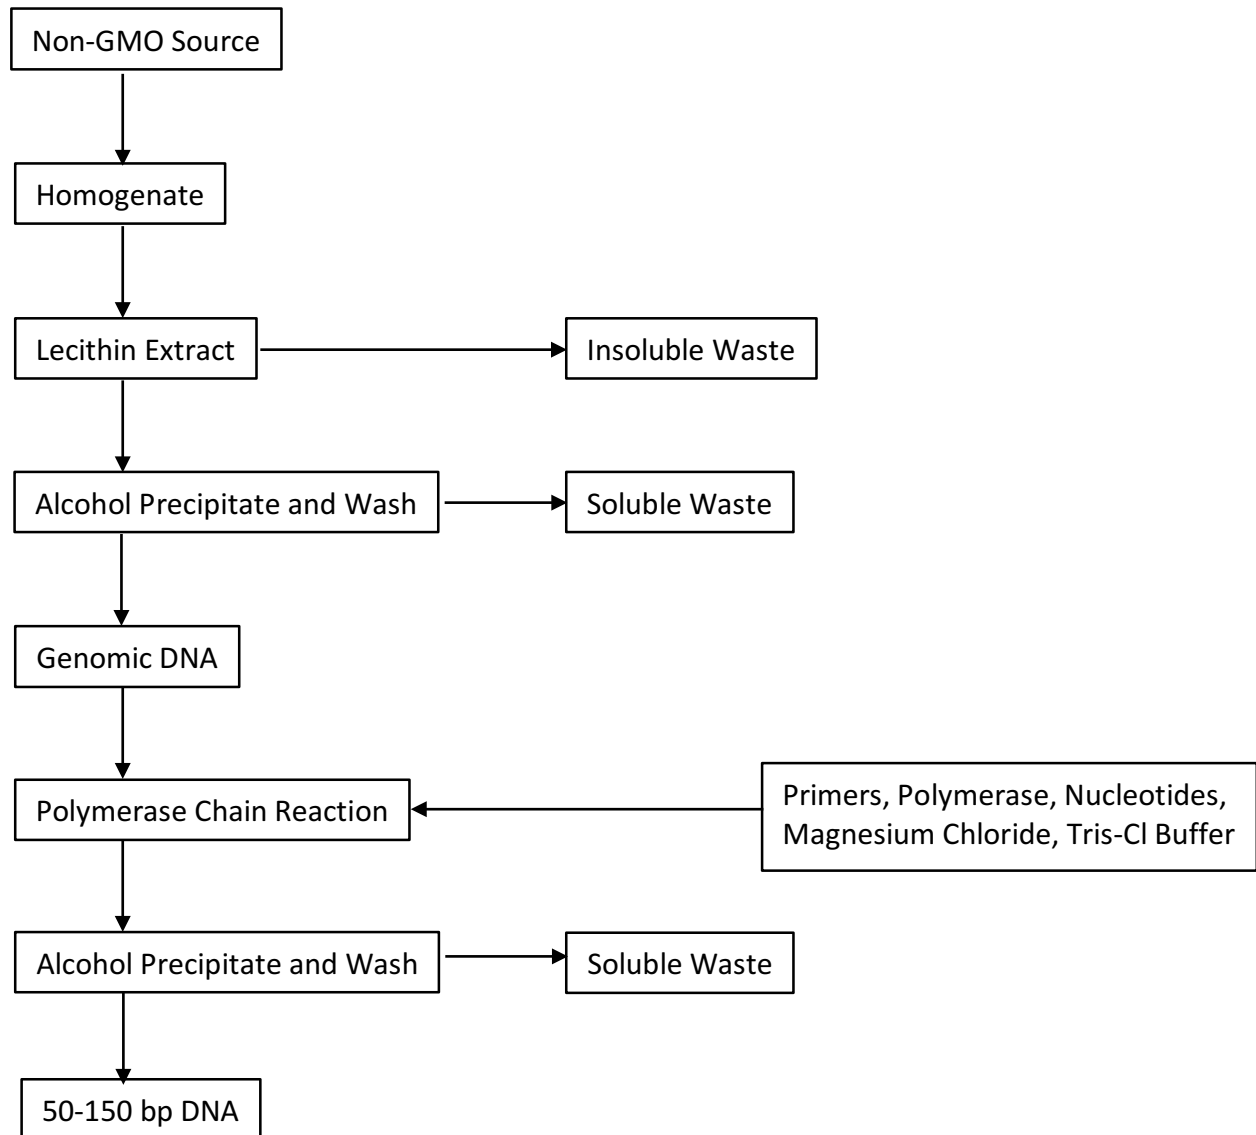 Non-GMO Source
Homogenate
Lecithin Extract
Insoluble Waste
Alcohol Precipitate and Wash
Soluble Waste
Genomic DNA
Polymerase Chain Reaction
Primers, Polymerase, Nucleotides,
Magnesium Chloride, Tris-Cl Buffer
Alcohol Precipitate and Wash
Soluble Waste
50-150 bp DNA